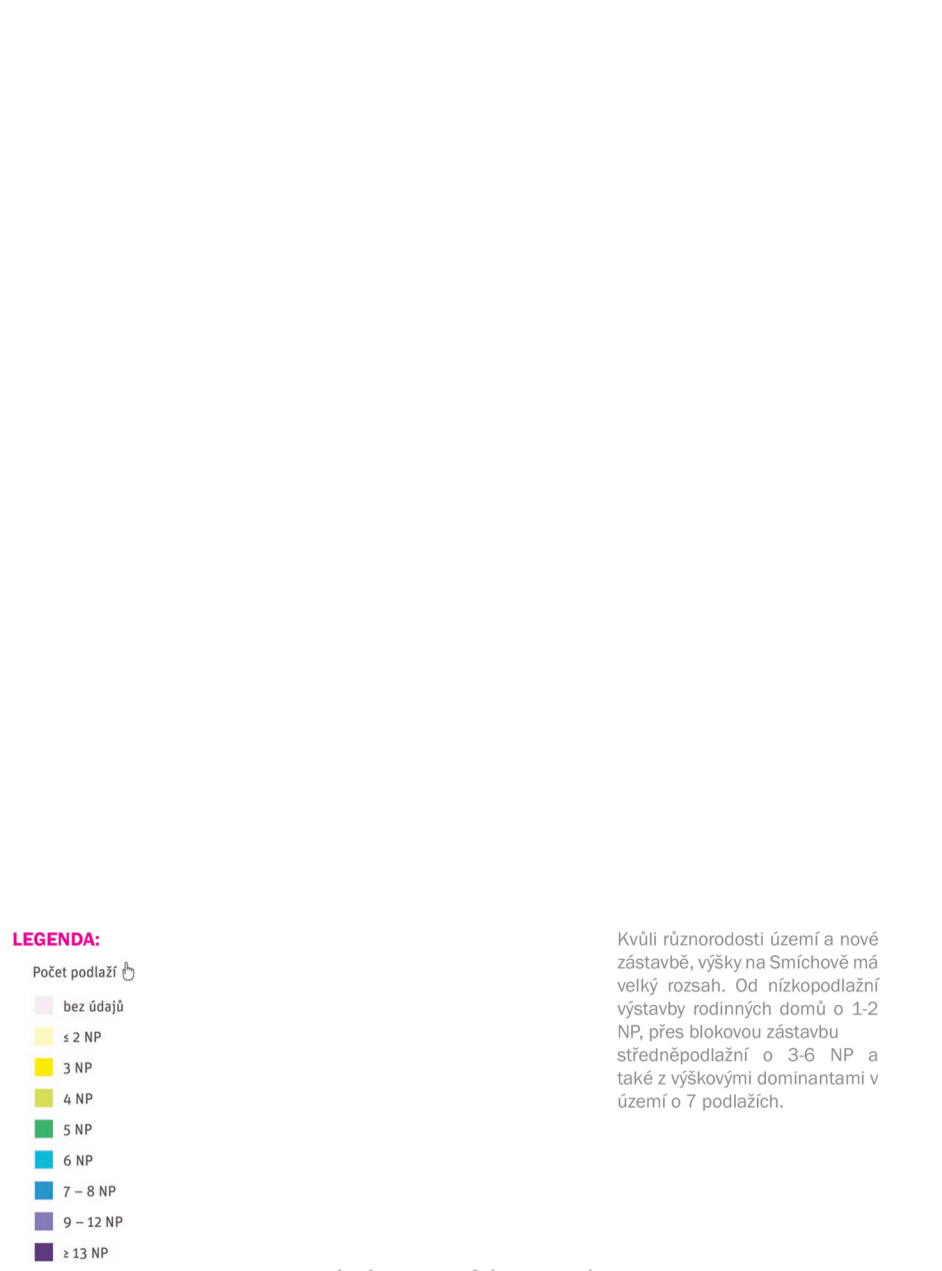 LEGENDA:
Počet podlaží
bez údajů
≤ 2 NP
3 NP
4 NP
5 NP
6 NP
7 – 8 NP
9 – 12 NP
≥ 13 NP
Kvůli různorodosti území a nové
zástavbě, výšky na Smíchově má
velký rozsah. Od nízkopodlažní
výstavby rodinných domů o 1-2
NP, přes blokovou zástavbu
středněpodlažní o 3-6 NP a
také z výškovými dominantami v
území o 7 podlažích.